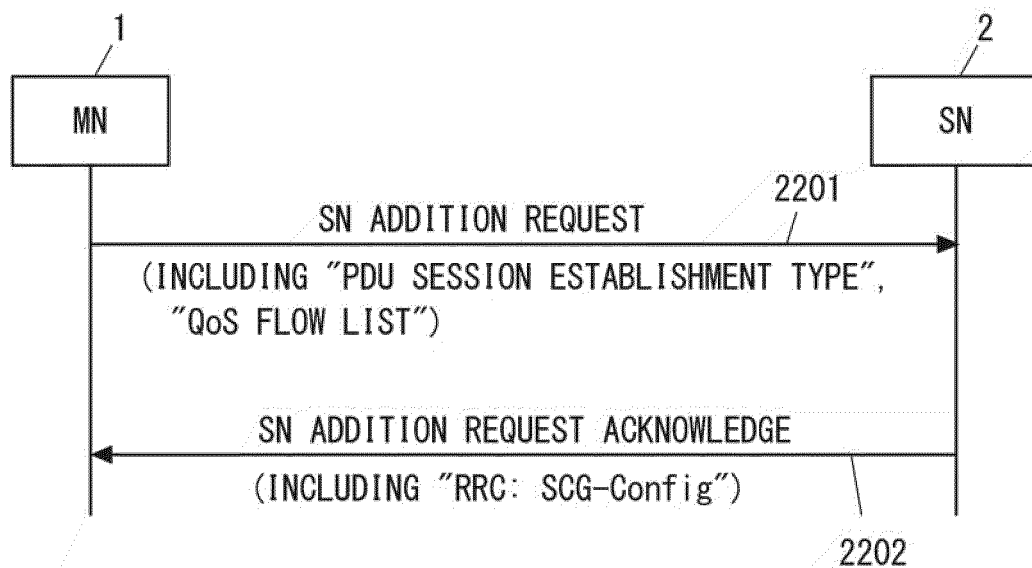 1
2
MN
SN
2201
SN ADDITION REQUEST
(INCLUDING "PDU SESSION ESTABLISHMENT TYPE",
"QoS FLOW LIST")
SN ADDITION REQUEST ACKNOWLEDGE
(INCLUDING "RRC: SCG-Config")
2202